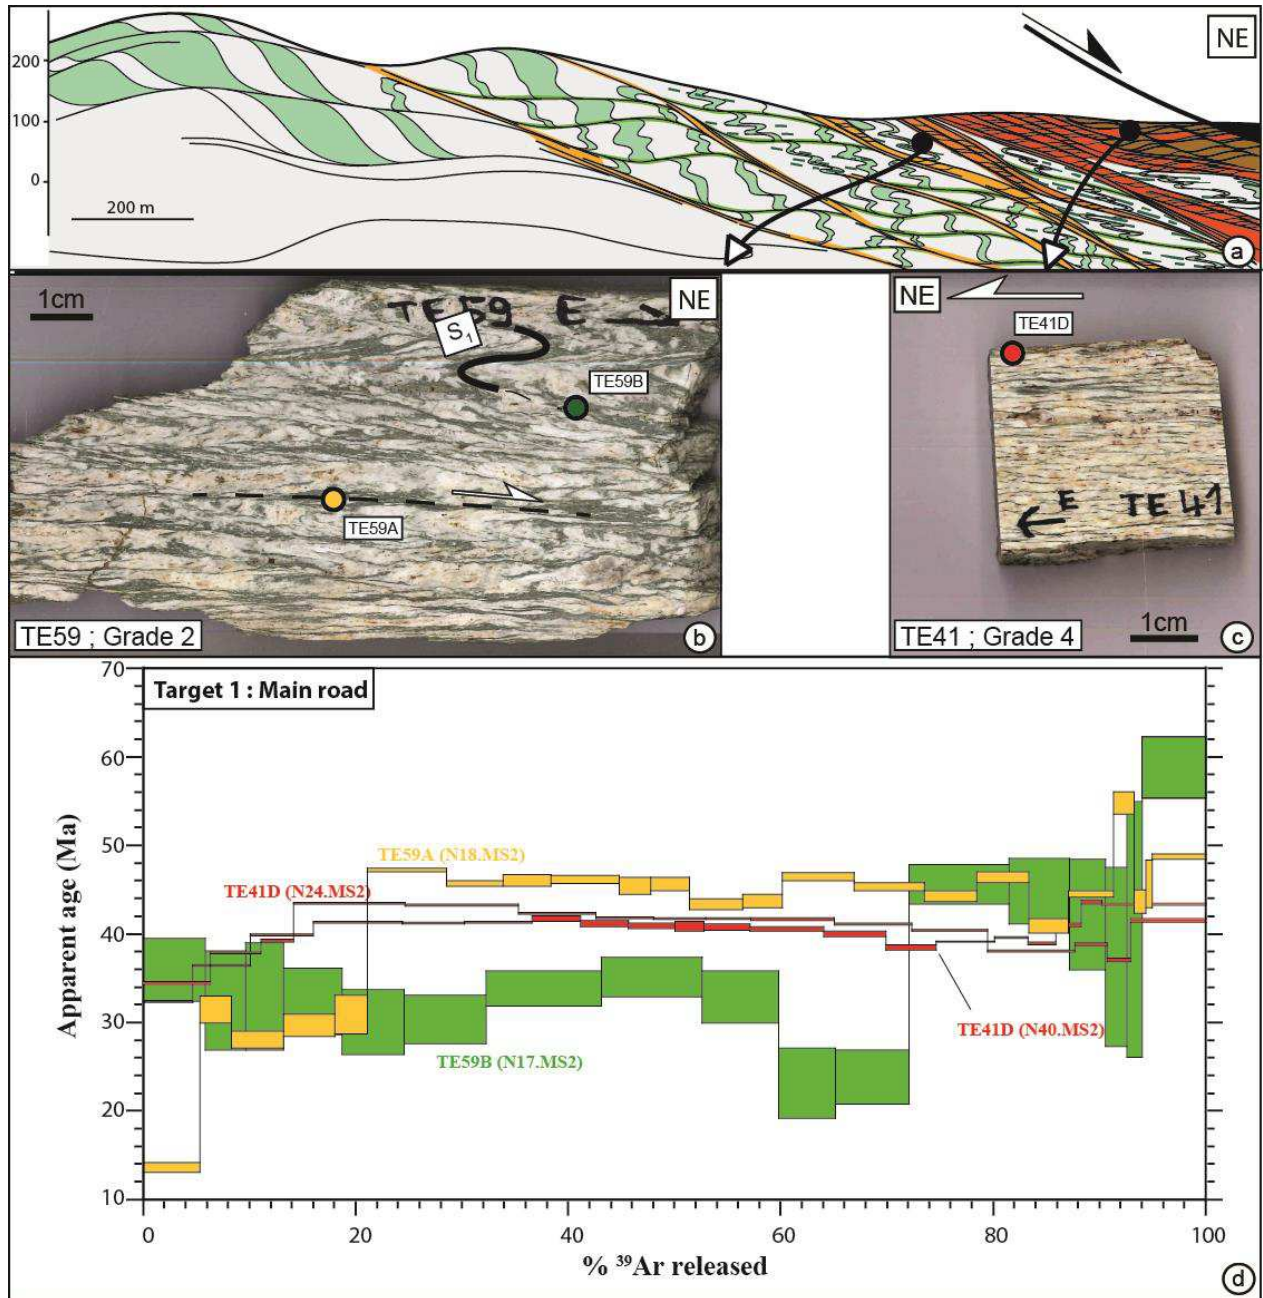 NE
200
100
0
200 m
a
1cm
TE59 E
NE
S1
TE59B
TE59A
TE59 ; Grade 2
b
NE
TE41D
E TE41
TE41 ; Grade 4
1cm
c
70
60
50
40
30
20
10
Apparent age (Ma)
Target 1 : Main road
TE59A (N18.MS2)
TE41D (N24.MS2)
TE41D (N40.MS2)
TE59B (N17.MS2)
0 20 40 60 80 100
% ³⁹Ar released
d